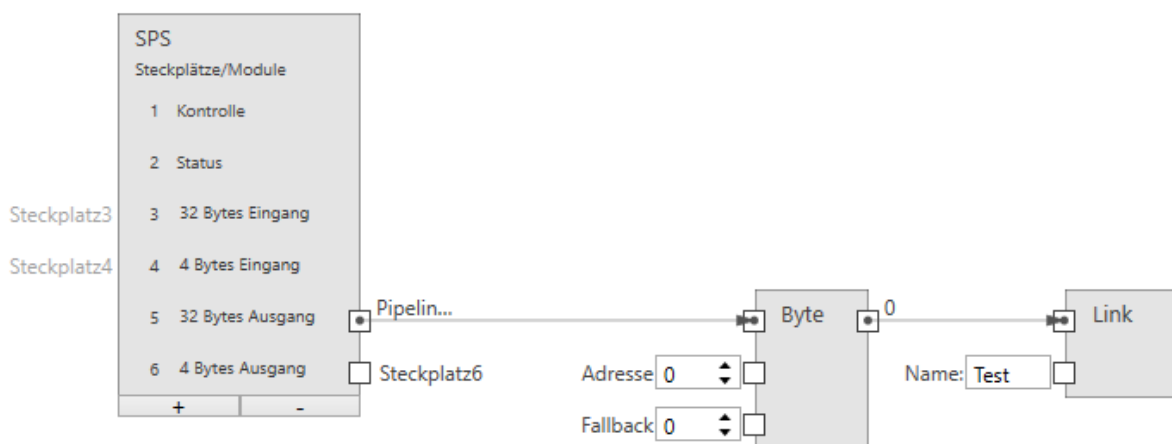 SPS
Steckplätze/Module
1 Kontrolle
2 Status
Steckplatz3 3 32 Bytes Eingang
Steckplatz4 4 4 Bytes Eingang
5 32 Bytes Ausgang Pipelin... Byte 0 Link
6 4 Bytes Ausgang Steckplatz6 Adresse 0 Name: Test
+ -
Fallback 0